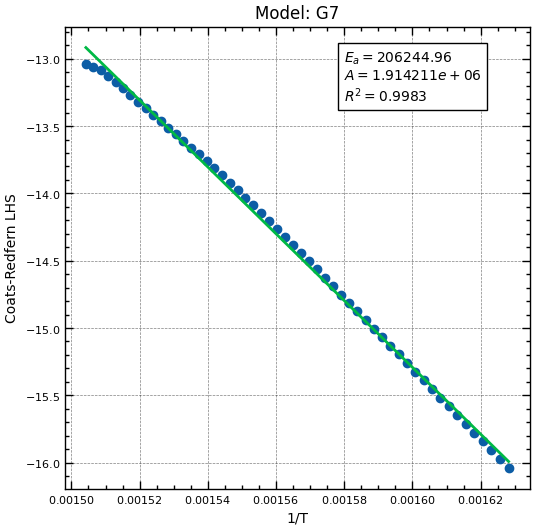 Model: G7
E_a = 206244.96
A = 1.914211e + 06
R² = 0.9983
Coats-Redfern LHS
−13.0
−13.5
−14.0
−14.5
−15.0
−15.5
−16.0
0.00150 0.00152 0.00154 0.00156 0.00158 0.00160 0.00162
1/T